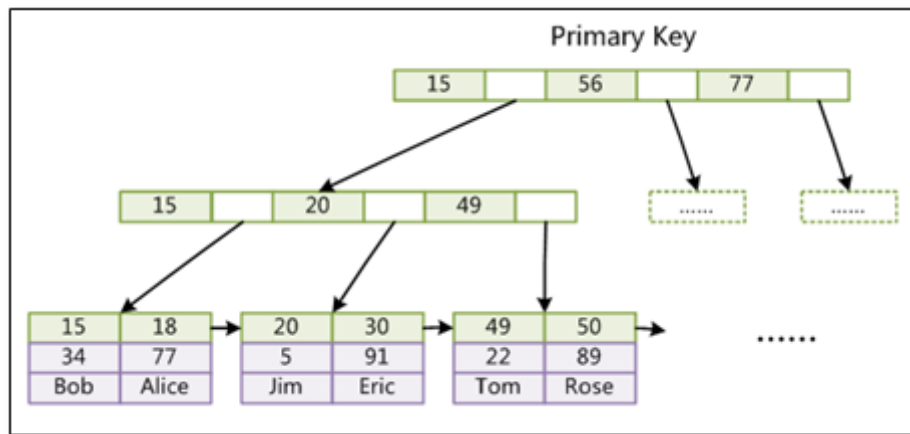 Primary Key
15 56 77
15 20 49
...... ......
15 18 20 30 49 50
34 77 5 91 22 89
Bob Alice Jim Eric Tom Rose
......